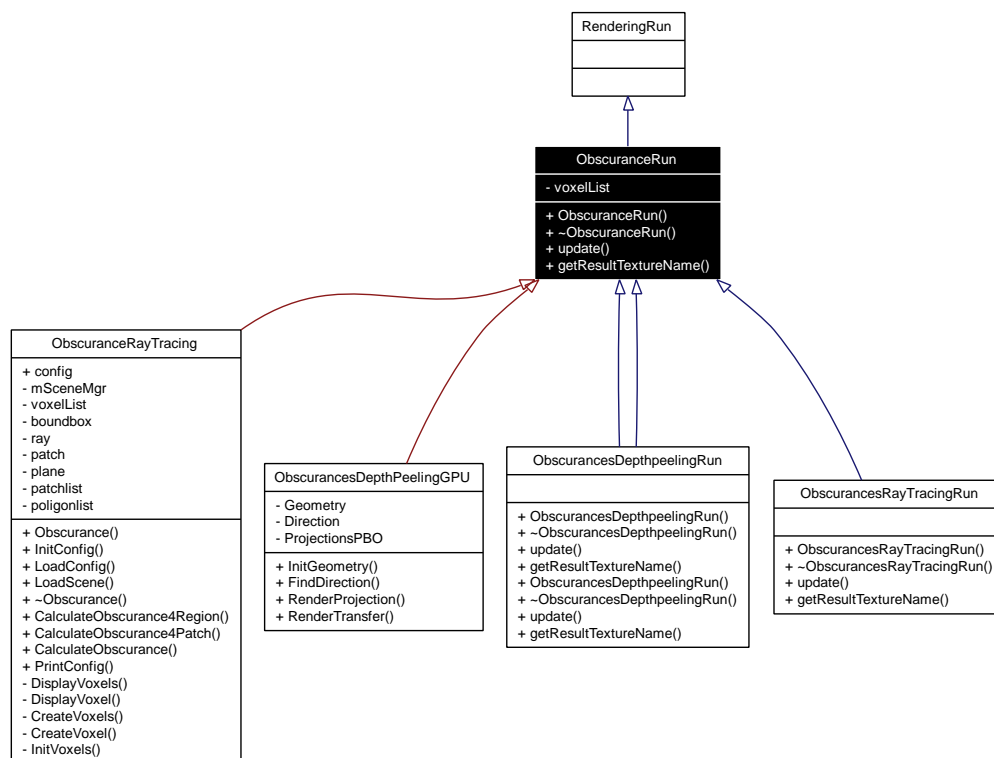 RenderingRun
ObscuranceRun
- voxelList
+ ObscuranceRun()
+ ~ObscuranceRun()
+ update()
+ getResultTextureName()
ObscuranceRayTracing
+ config
- mSceneMgr
- voxelList
- boundbox
- ray
- patch
- plane
- patchlist
- poligonlist
+ Obscurance()
+ InitConfig()
+ LoadConfig()
+ LoadScene()
+ ~Obscurance()
+ CalculateObscurance4Region()
+ CalculateObscurance4Patch()
+ CalculateObscurance()
+ PrintConfig()
- DisplayVoxels()
- DisplayVoxel()
- CreateVoxels()
- CreateVoxel()
- InitVoxels()
ObscurancesDepthPeelingGPU
- Geometry
- Direction
- ProjectionsPBO
+ InitGeometry()
+ FindDirection()
+ RenderProjection()
+ RenderTransfer()
ObscurancesDepthpeelingRun
+ ObscurancesDepthpeelingRun()
+ ~ObscurancesDepthpeelingRun()
+ update()
+ getResultTextureName()
+ ObscurancesDepthpeelingRun()
+ ~ObscurancesDepthpeelingRun()
+ update()
+ getResultTextureName()
ObscurancesRayTracingRun
+ ObscurancesRayTracingRun()
+ ~ObscurancesRayTracingRun()
+ update()
+ getResultTextureName()